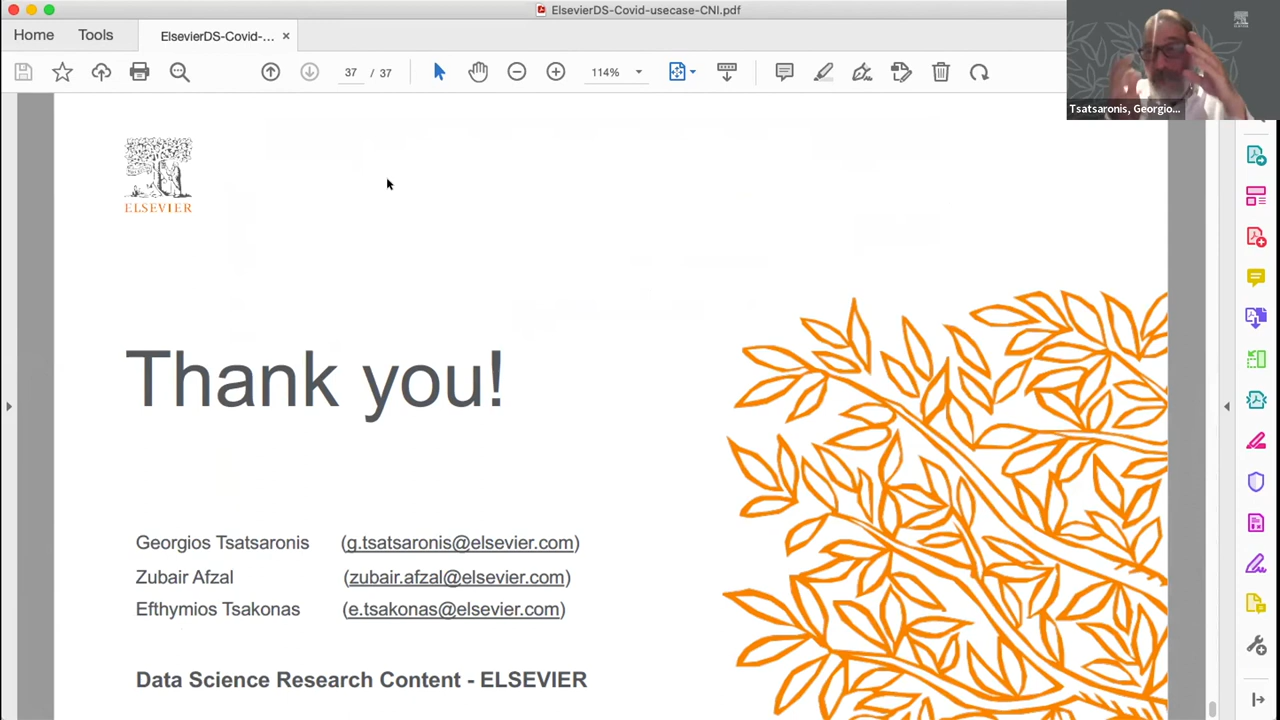 ElsevierDS-Covid-usecase-CNI.pdf
Home Tools ElsevierDS-Covid-... ×
37 / 37 114%
Tsatsaronis, Georgio...
ELSEVIER
Thank you!
Georgios Tsatsaronis (g.tsatsaronis@elsevier.com)
Zubair Afzal (zubair.afzal@elsevier.com)
Efthymios Tsakonas (e.tsakonas@elsevier.com)
Data Science Research Content - ELSEVIER